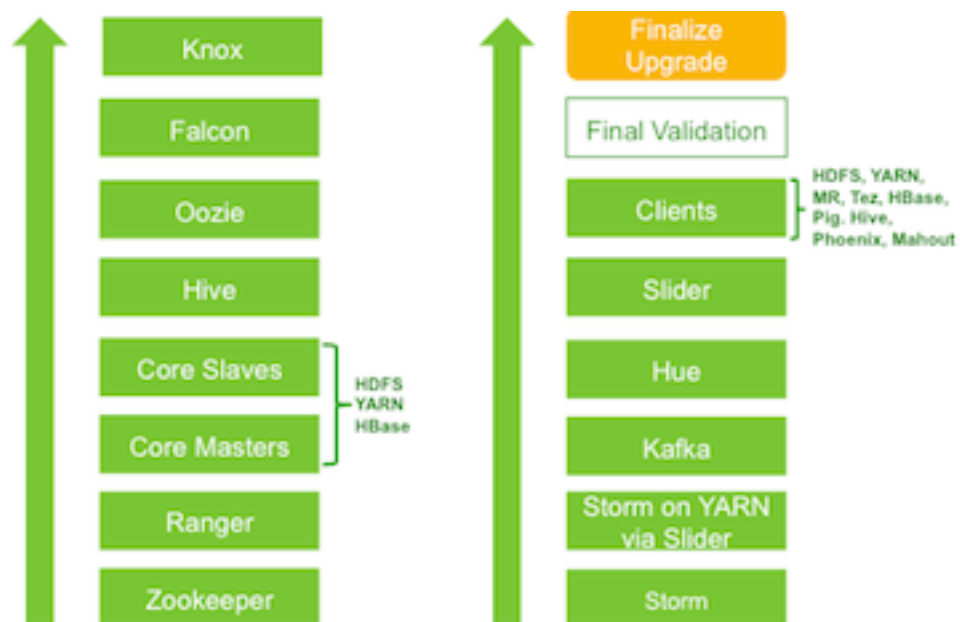 Knox
Falcon
Oozie
Hive
Core Slaves
Core Masters
HDFS
YARN
HBase
Ranger
Zookeeper
Finalize
Upgrade
Final Validation
Clients
HDFS, YARN,
MR, Tez, HBase,
Pig. Hive,
Phoenix, Mahout
Slider
Hue
Kafka
Storm on YARN
via Slider
Storm